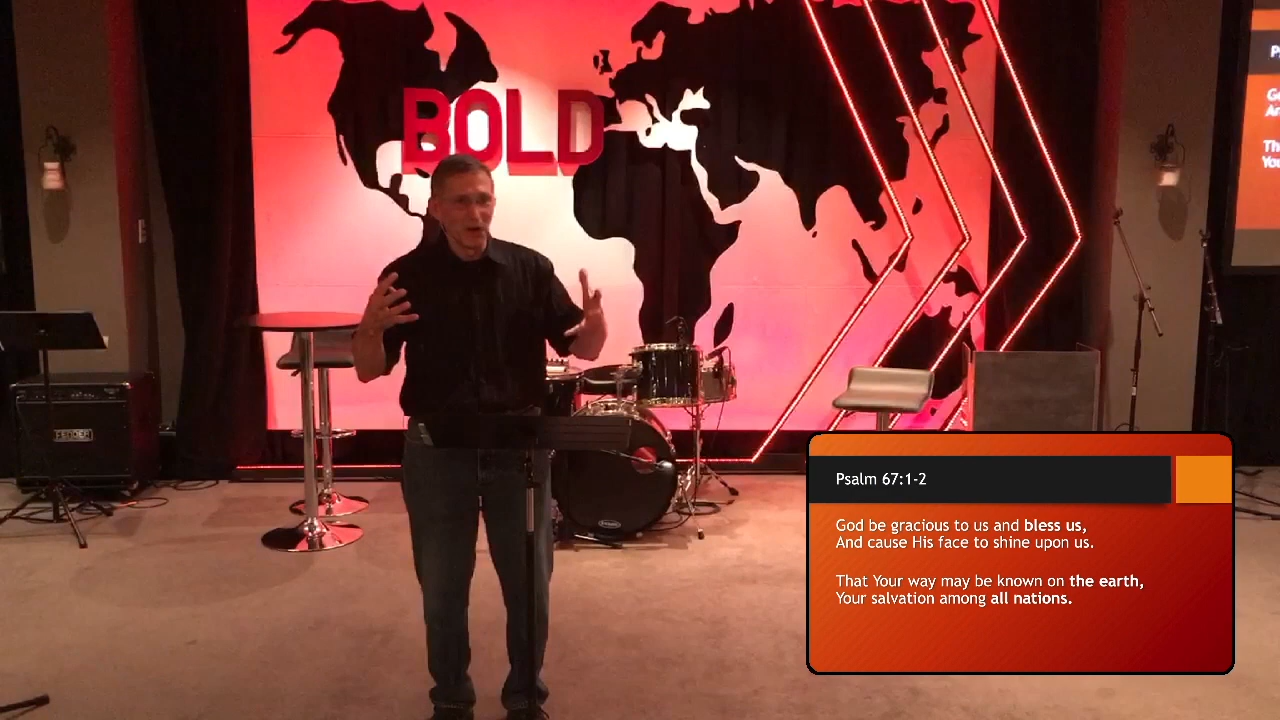 BOLD
FENDER
Psalm 67:1-2
God be gracious to us and bless us,
And cause His face to shine upon us.
That Your way may be known on the earth,
Your salvation among all nations.